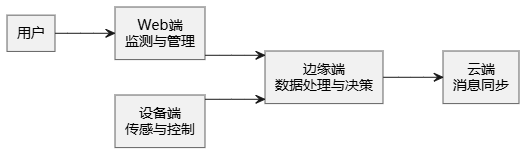 用户
Web端
监测与管理
设备端
传感与控制
边缘端
数据处理与决策
云端
消息同步